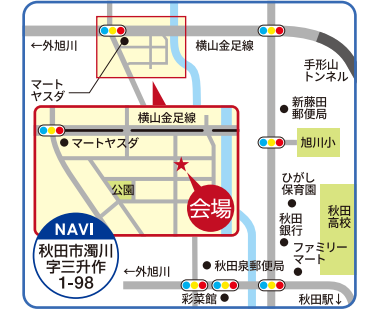 ←外旭川
横山金足線
手形山
トンネル
マート
ヤスダ
新藤田
郵便局
横山金足線
マートヤスダ
旭川小
公園
会場
ひがし
保育園
秋田
高校
秋田
銀行
ファミリー
マート
NAVI
秋田市濁川
字三升作
1-98
←外旭川
秋田泉郵便局
彩菜館
秋田駅↓